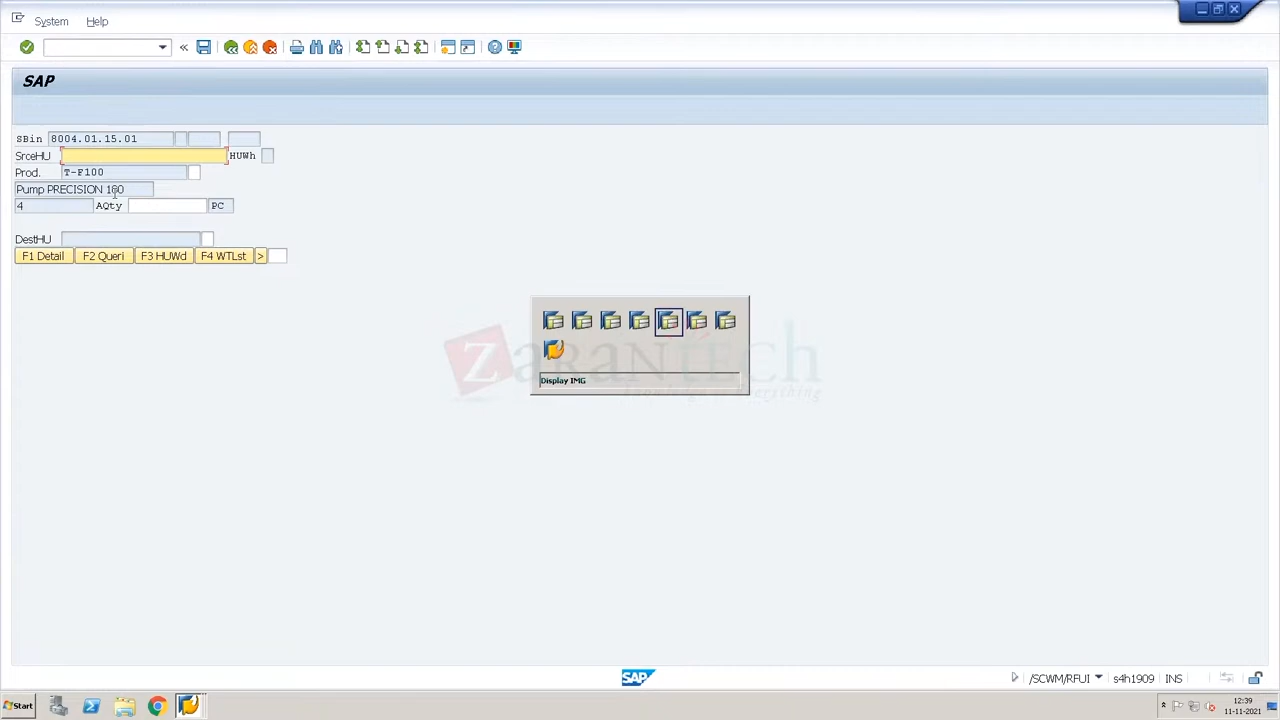 System Help
SAP
SBin 8004.01.15.01
SrceHU HUWh
Prod. T-F100
Pump PRECISION 100
4 AQty PC
DestHU
F1 Detail F2 Queri F3 HUWd F4 WTLst >
ZaranTech
Display IMG
SAP /SCWM/RFUI s4h1909 INS
Start 12:39
11-11-2021